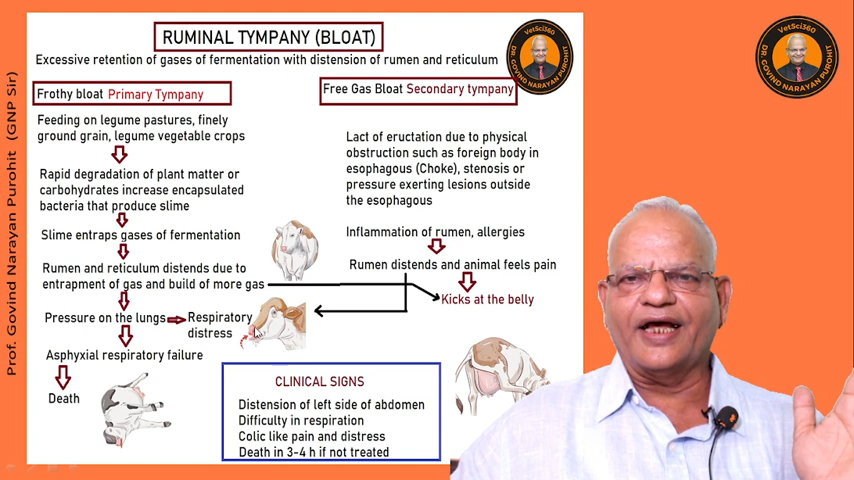 RUMINAL TYMPANY (BLOAT)
Excessive retention of gases of fermentation with distension of rumen and reticulum
Frothy bloat Primary Tympany
Feeding on legume pastures, finely
ground grain, legume vegetable crops
Rapid degradation of plant matter or
carbohydrates increase encapsulated
bacteria that produce slime
Slime entraps gases of fermentation
Rumen and reticulum distends due to
entrapment of gas and build of more gas
Pressure on the lungs
Respiratory
distress
Asphyxial respiratory failure
Death
Free Gas Bloat Secondary tympany
Lact of eructation due to physical
obstruction such as foreign body in
esophagous (Choke), stenosis or
pressure exerting lesions outside
the esophagous
Inflammation of rumen, allergies
Rumen distends and animal feels pain
Kicks at the belly
CLINICAL SIGNS
Distension of left side of abdomen
Difficulty in respiration
Colic like pain and distress
Death in 3-4 h if not treated
Prof. Govind Narayan Purohit (GNP Sir)
VetSci360
DR. GOVIND NARAYAN PUROHIT
VetSci360
DR. GOVIND NARAYAN PUROHIT